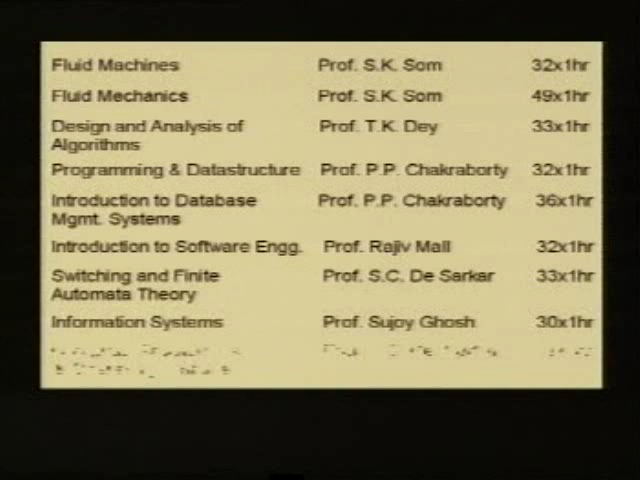 Fluid Machines Prof. S.K. Som 32x1hr
Fluid Mechanics Prof. S.K. Som 49x1hr
Design and Analysis of Prof. T.K. Dey 33x1hr
Algorithms
Programming & Datastructure Prof. P.P. Chakraborty 32x1hr
Introduction to Database Prof. P.P. Chakraborty 36x1hr
Mgmt. Systems
Introduction to Software Engg. Prof. Rajiv Mall 32x1hr
Switching and Finite Prof. S.C. De Sarkar 33x1hr
Automata Theory
Information Systems Prof. Sujoy Ghosh 30x1hr